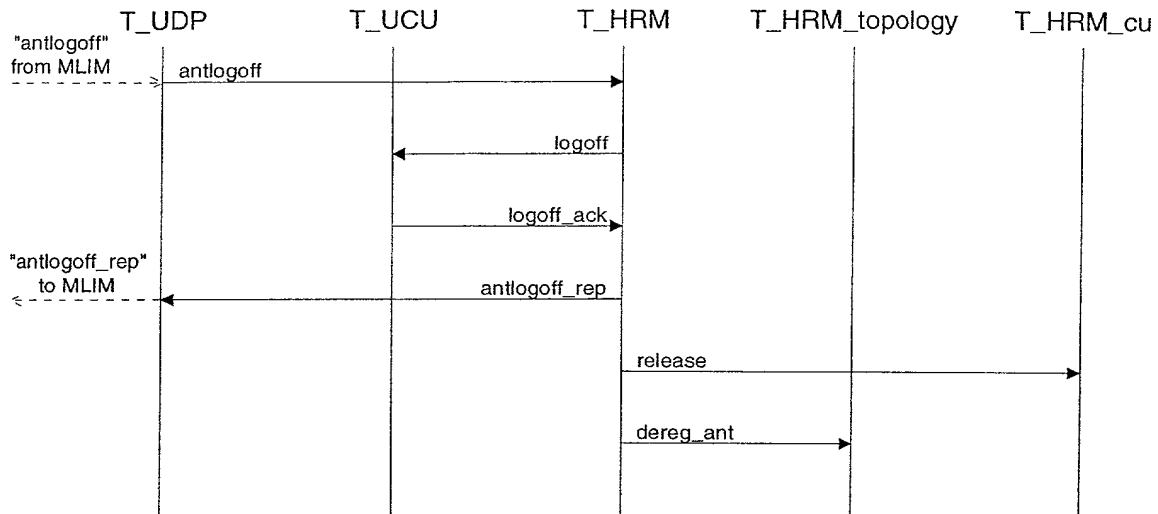 T_UDP T_UCU T_HRM T_HRM_topology T_HRM_cu
"antlogoff"
from MLIM
antlogoff
logoff
logoff_ack
"antlogoff_rep"
to MLIM
antlogoff_rep
release
dereg_ant